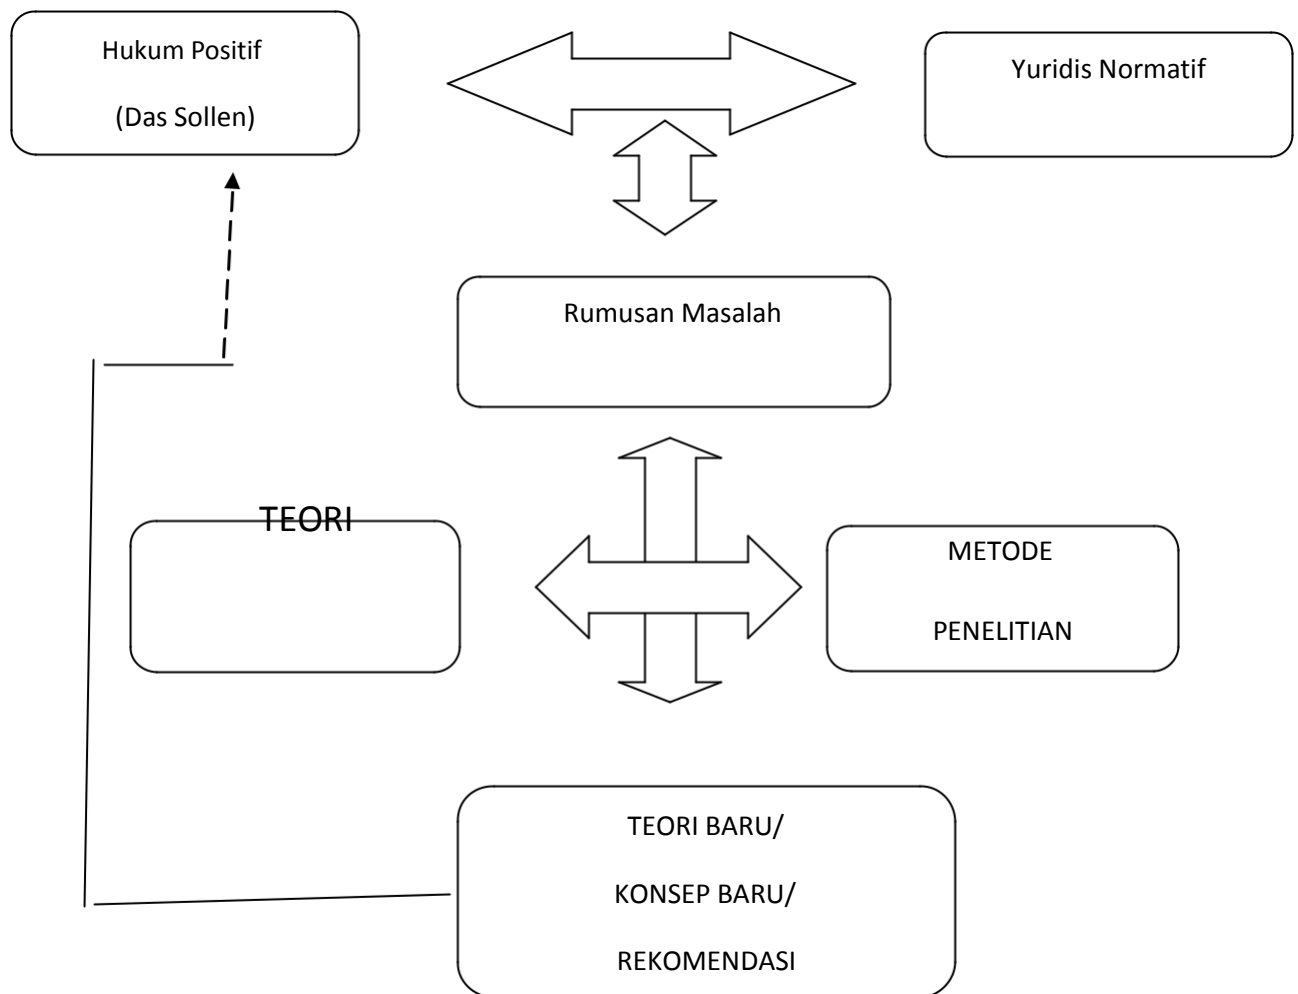 Hukum Positif
(Das Sollen)
Yuridis Normatif
Rumusan Masalah
TEORI
METODE
PENELITIAN
TEORI BARU/
KONSEP BARU/
REKOMENDASI